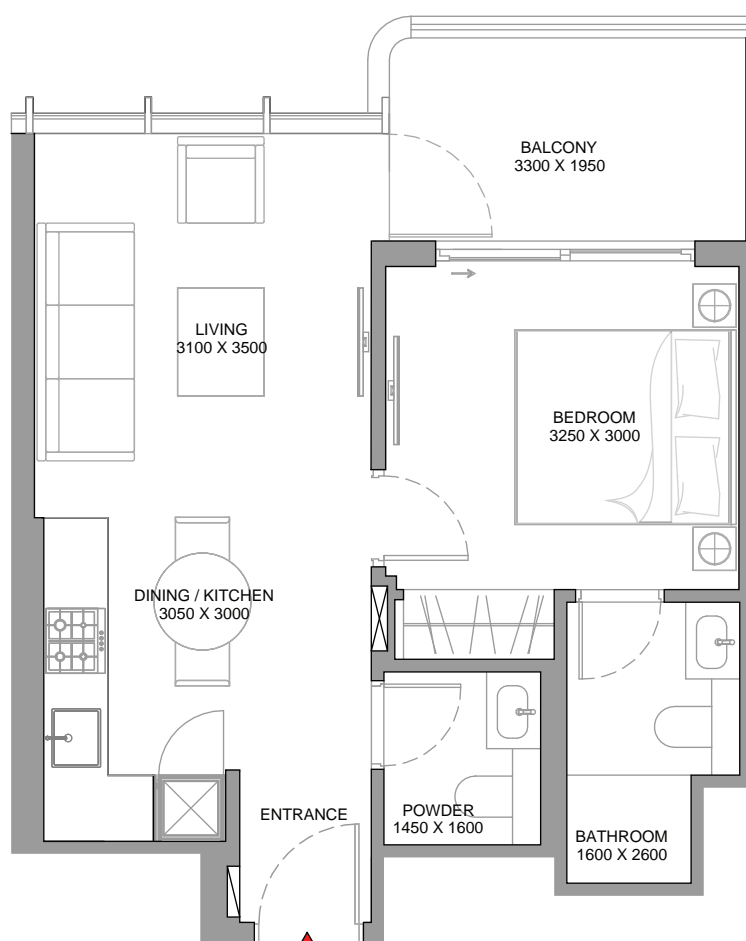 BALCONY
3300 X 1950
LIVING
3100 X 3500
BEDROOM
3250 X 3000
DINING / KITCHEN
3050 X 3000
ENTRANCE
POWDER
1450 X 1600
BATHROOM
1600 X 2600